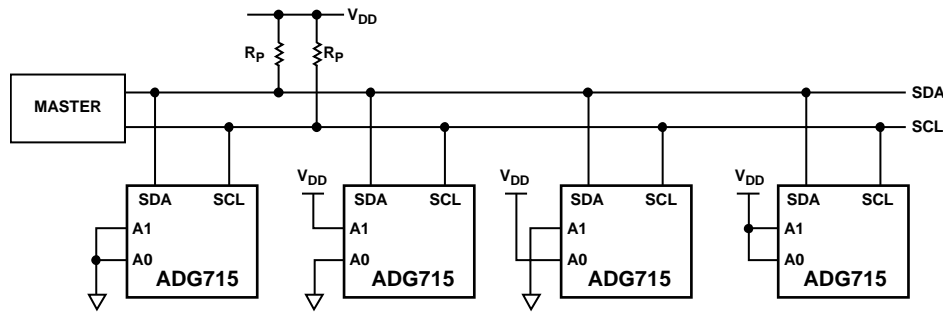 VDD
RP RP
SDA
MASTER
SCL
VDD VDD VDD
SDA SCL SDA SCL SDA SCL SDA SCL
A1 A1 A1 A1
A0 A0 A0 A0
ADG715 ADG715 ADG715 ADG715